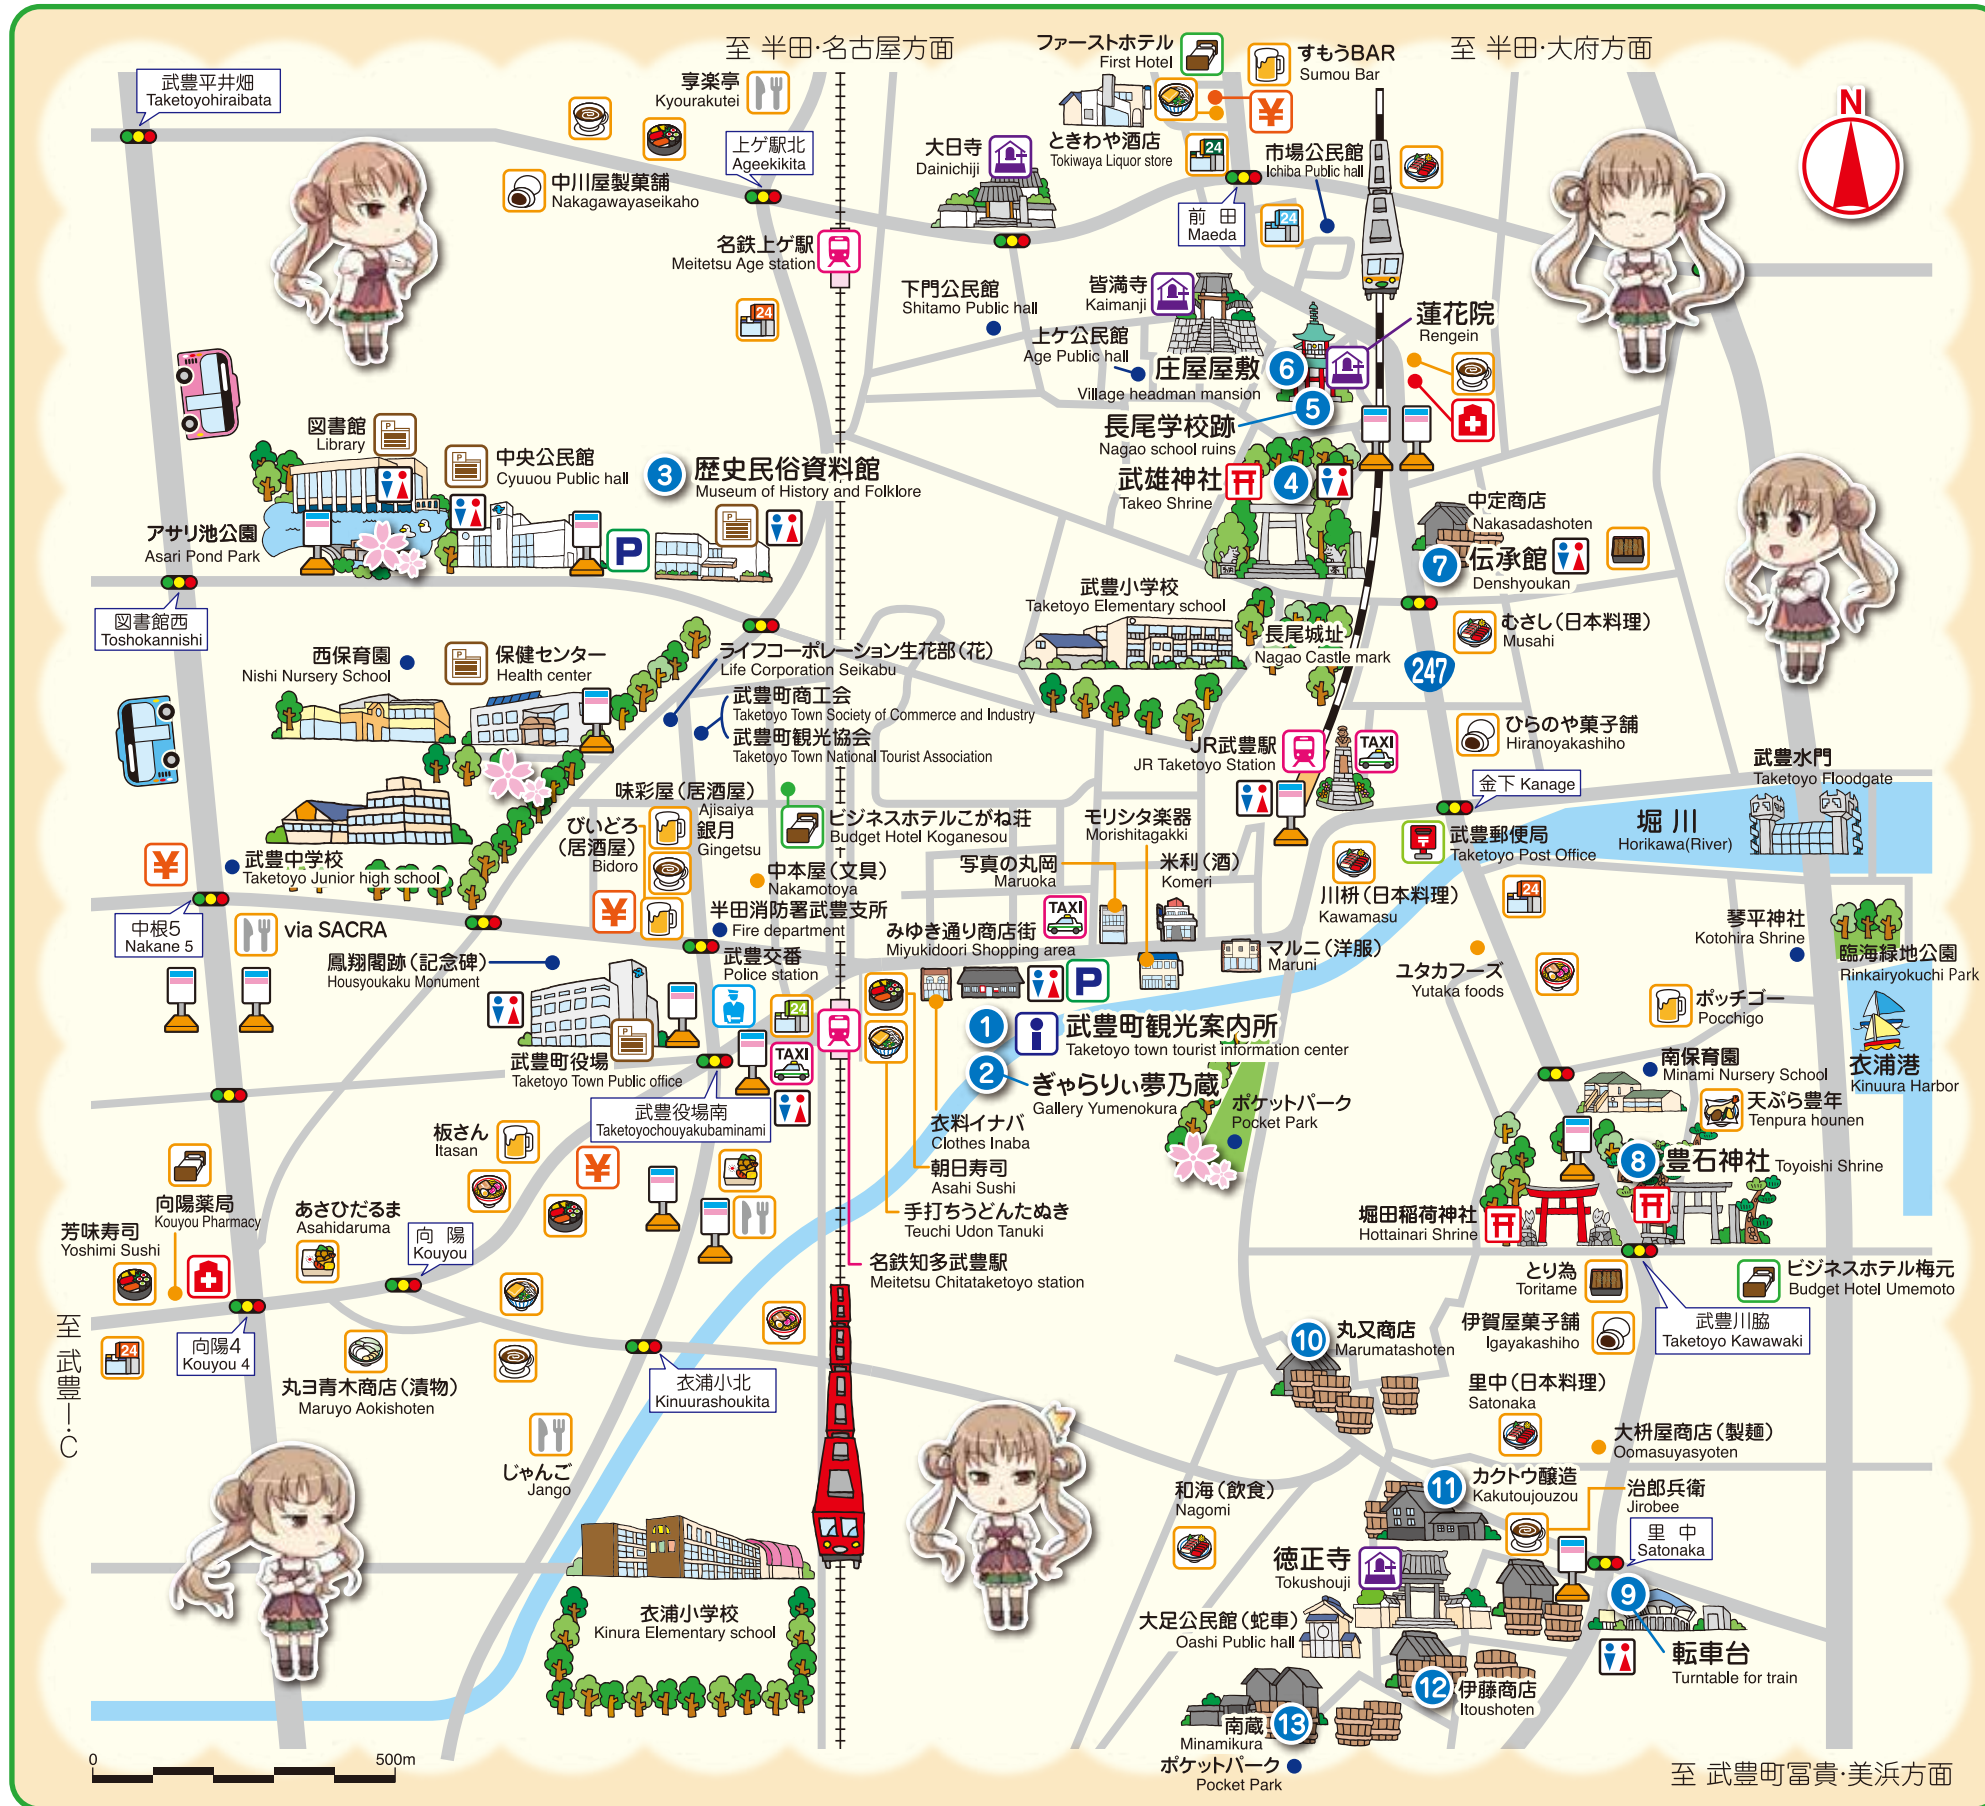 至 半田・名古屋方面
至 半田・大府方面
N
武豊平井畑
Taketoyohiraibata
享楽亭
Kyourakutei
ファーストホテル
First Hotel
すもうBAR
Sumou Bar
¥
ときわや酒店
Tokiwaya Liquor store
24
上ゲ駅北
Ageekikita
中川屋製菓舗
Nakagawayaseikaho
大日寺
Dainichiji
市場公民館
Ichiba Public hall
前 田
Maeda
24
名鉄上ゲ駅
Meitetsu Age station
24
下門公民館
Shitamo Public hall
皆満寺
Kaimanji
上ケ公民館
Age Public hall
蓮花院
Rengein
庄屋屋敷
6
Village headman mansion
5
長尾学校跡
Nagao school ruins
図書館
Library
P
中央公民館
Cyuuou Public hall
P
3
歴史民俗資料館
Museum of History and Folklore
P
P
武雄神社
Takeo Shrine
4
アサリ池公園
Asari Pond Park
中定商店
Nakasadashoten
7
伝承館
Denshyoukan
図書館西
Toshokannishi
武豊小学校
Taketoyo Elementary school
長尾城址
Nagao Castle mark
むさし（日本料理）
Musahi
247
西保育園
Nishi Nursery School
P
保健センター
Health center
ライフコーポレーション生花部（花）
Life Corporation Seikabu
武豊町商工会
Taketoyo Town Society of Commerce and Industry
武豊町観光協会
Taketoyo Town National Tourist Association
JR武豊駅
JR Taketoyo Station
TAXI
ひらのや菓子舗
Hiranoyakashiho
武豊水門
Taketoyo Floodgate
金下 Kanage
堀 川
Horikawa(River)
味彩屋（居酒屋）
Ajisaiya
びいどろ
（居酒屋）
Bidoro
銀月
Gingetsu
ビジネスホテルこがね荘
Budget Hotel Koganesou
モリシタ楽器
Morishitagakki
武豊郵便局
Taketoyo Post Office
¥
武豊中学校
Taketoyo Junior high school
中本屋（文具）
Nakamotoya
写真の丸岡
Maruoka
米利（酒）
Komeri
川枡（日本料理）
Kawamasu
24
中根5
Nakane 5
via SACRA
¥
半田消防署武豊支所
Fire department
みゆき通り商店街
Miyukidoori Shopping area
TAXI
マルニ（洋服）
Maruni
琴平神社
Kotohira Shrine
臨海緑地公園
Rinkairyokuchi Park
鳳翔閣跡（記念碑）
Housyoukaku Monument
武豊交番
Police station
P
ユタカフーズ
Yutaka foods
ポッチゴー
Pocchigo
24
1
i
武豊町観光案内所
Taketoyo town tourist information center
P
武豊町役場
Taketoyo Town Public office
TAXI
2
ぎゃらりぃ夢乃蔵
Gallery Yumenokura
南保育園
Minami Nursery School
衣浦港
Kinuura Harbor
武豊役場南
Taketoyochouyakubaminami
ポケットパーク
Pocket Park
天ぷら豊年
Tenpura hounen
板さん
Itasan
¥
衣料イナバ
Clothes Inaba
朝日寿司
Asahi Sushi
手打ちうどんたぬき
Teuchi Udon Tanuki
8
豊石神社
Toyoishi Shrine
向陽薬局
Kouyou Pharmacy
あさひだるま
Asahidaruma
芳味寿司
Yoshimi Sushi
向 陽
Kouyou
堀田稲荷神社
Hottainari Shrine
名鉄知多武豊駅
Meitetsu Chitataketoyo station
とり為
Toritame
ビジネスホテル梅元
Budget Hotel Umemoto
至 武豊I・C
24
向陽4
Kouyou 4
10
丸又商店
Marumatashoten
伊賀屋菓子舗
Igayakashiho
武豊川脇
Taketoyo Kawawaki
丸ヨ青木商店（漬物）
Maruyo Aokishoten
衣浦小北
Kinuurashoukita
里中（日本料理）
Satonaka
大枡屋商店（製麺）
Oomasuyasyoten
じゃんご
Jango
11
カクトウ醸造
Kakutoujouzou
和海（飲食）
Nagomi
治郎兵衛
Jirobee
里 中
Satonaka
徳正寺
Tokushouji
9
衣浦小学校
Kinura Elementary school
大足公民館（蛇車）
Oashi Public hall
転車台
Turntable for train
12
伊藤商店
Itoushoten
南蔵
Minamikura
13
ポケットパーク
Pocket Park
0
500m
至 武豊町冨貴・美浜方面